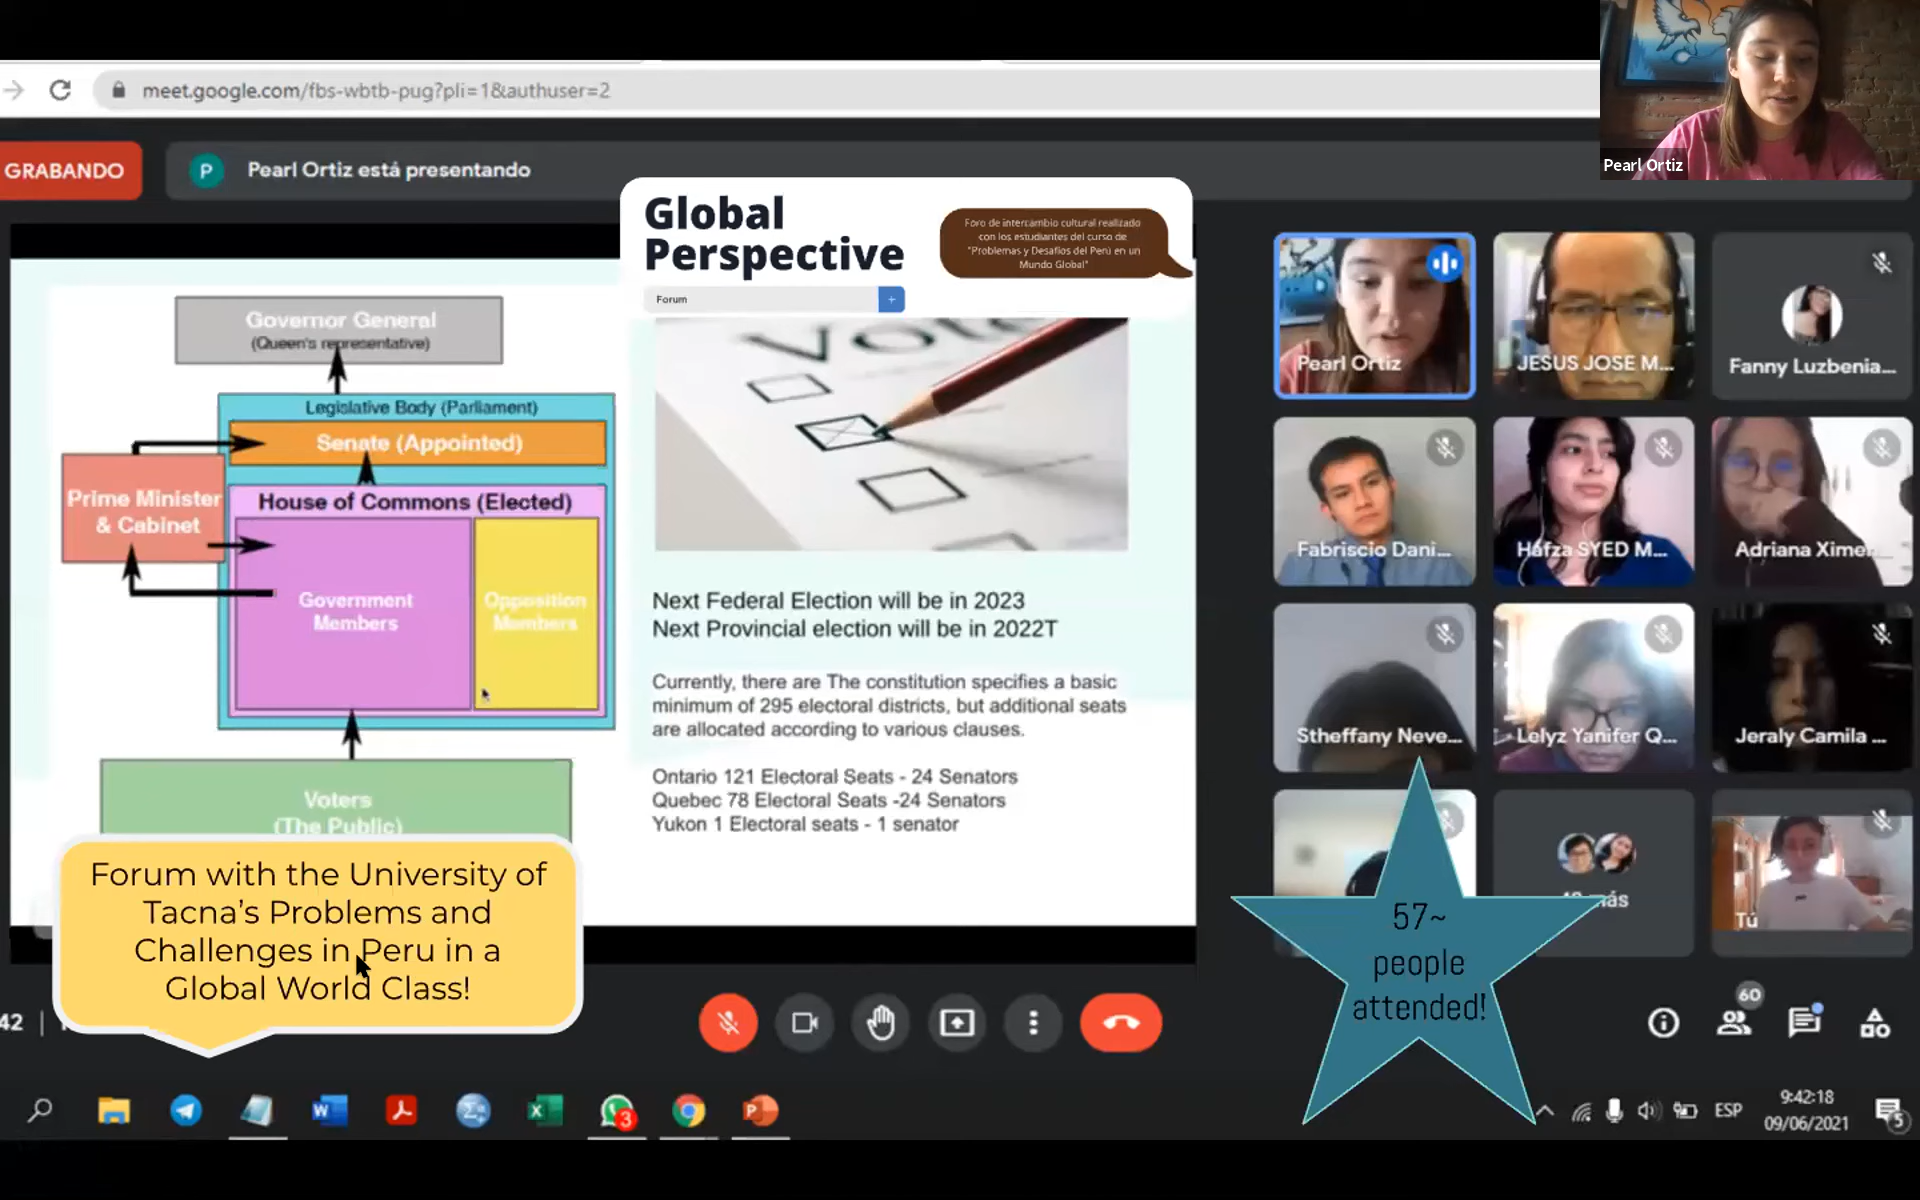 meet.google.com/fbs-wbtb-pug?pli=1&authuser=2
Pearl Ortiz
GRABANDO
P
Pearl Ortiz está presentando
Global
Perspective
Forum
+
Foro de intercambio cultural realizado
con los estudiantes del curso de
"Problemas y Desafíos del Perú en un
Mundo Global"
Governor General
(Queen's representative)
Legislative Body (Parliament)
Senate (Appointed)
Prime Minister
& Cabinet
House of Commons (Elected)
Government
Members
Opposition
Members
Voters
(The Public)
Vote
Next Federal Election will be in 2023
Next Provincial election will be in 2022T
Currently, there are The constitution specifies a basic
minimum of 295 electoral districts, but additional seats
are allocated according to various clauses.
Ontario 121 Electoral Seats - 24 Senators
Quebec 78 Electoral Seats -24 Senators
Yukon 1 Electoral seats - 1 senator
Pearl Ortiz
JESUS JOSE M...
Fanny Luzbenia...
Fabriscio Dani...
Hafza SYED M...
Adriana Ximen
Stheffany Neve...
Lelyz Yanifer Q...
Jeraly Camila ...
más
Tú
Forum with the University of
Tacna's Problems and
Challenges in Peru in a
Global World Class!
57~
people
attended!
42 |
60
3
ESP
9:42:18
09/06/2021
5